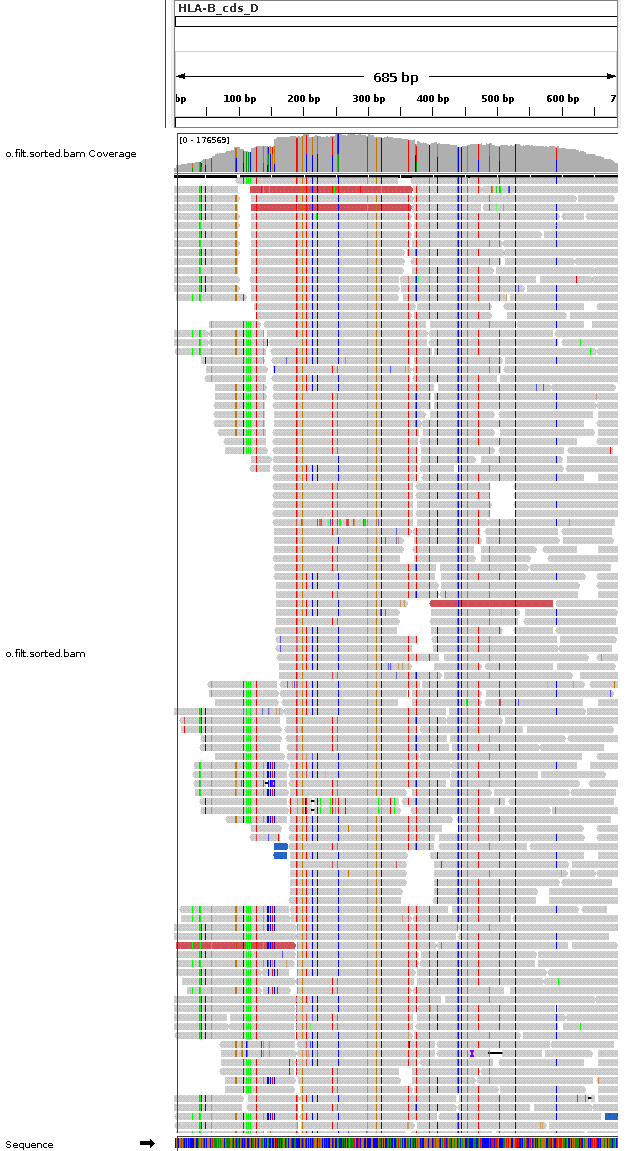 HLA-B_cds_D
685 bp
bp 100 bp 200 bp 300 bp 400 bp 500 bp 600 bp 7
[0 - 176569]
o.filt.sorted.bam Coverage
o.filt.sorted.bam
Sequence